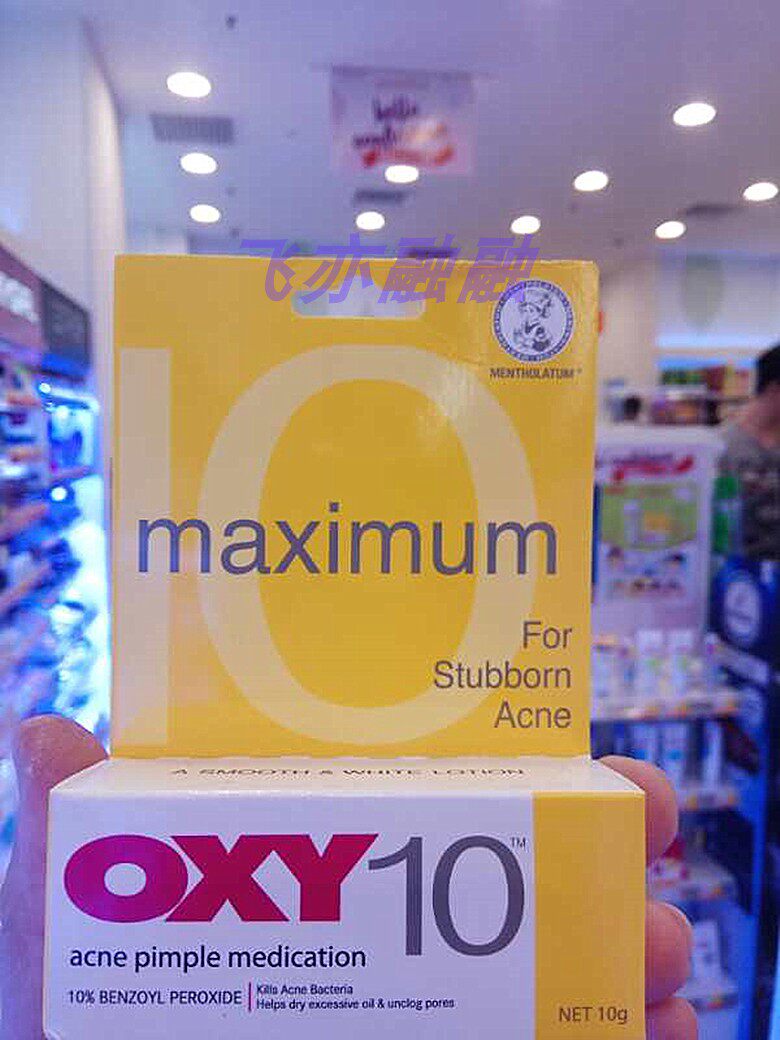 飞亦融融
MENTHOLATUM
10
maximum
For
Stubborn
Acne
A SMOOTH & WHITE LOTION
OXY10™
acne pimple medication
10% BENZOYL PEROXIDE
Kills Acne Bacteria
Helps dry excessive oil & unclog pores
NET 10g